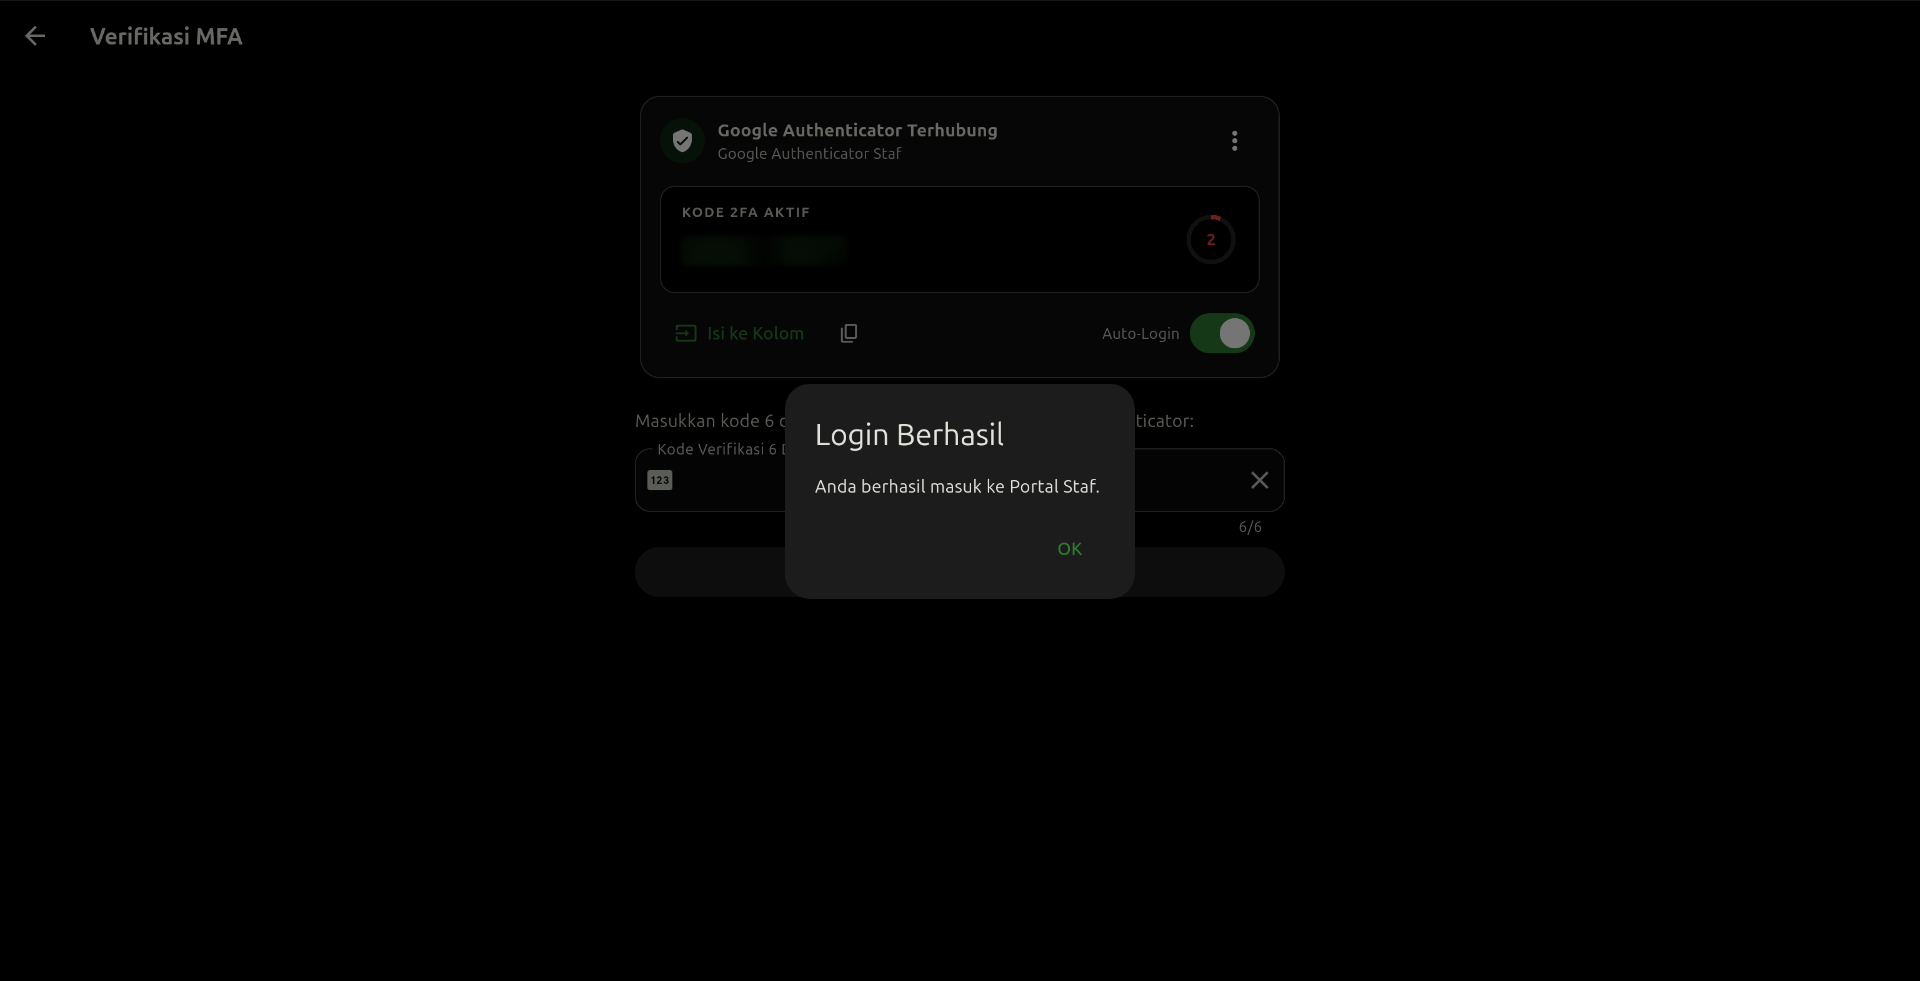 Verifikasi MFA
Google Authenticator Terhubung
Google Authenticator Staf
KODE 2FA AKTIF
2
Isi ke Kolom
Auto-Login
Masukkan kode 6
ticator:
Kode Verifikasi 6
123
6/6
Login Berhasil
Anda berhasil masuk ke Portal Staf.
OK